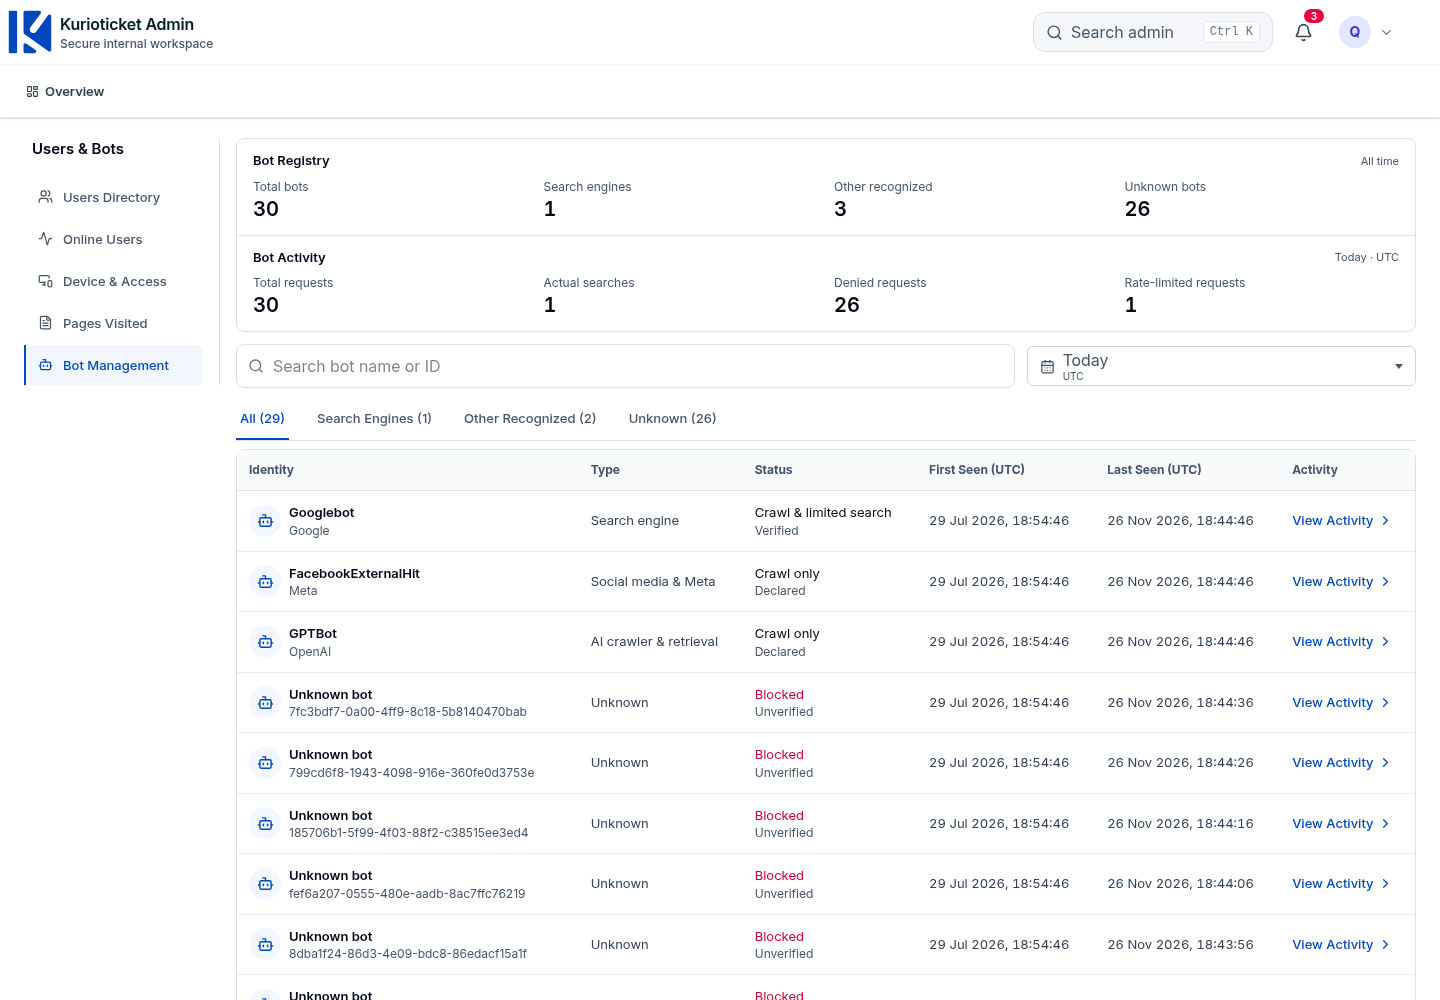 Kurioticket Admin
Secure internal workspace
Search admin
Ctrl K
3
Q
Overview
Users & Bots
Users Directory
Online Users
Device & Access
Pages Visited
Bot Management
Bot Registry
All time
Total bots
Search engines
Other recognized
Unknown bots
30
1
3
26
Bot Activity
Today · UTC
Total requests
Actual searches
Denied requests
Rate-limited requests
30
1
26
1
Search bot name or ID
Today
UTC
All (29)
Search Engines (1)
Other Recognized (2)
Unknown (26)
Identity Type Status First Seen (UTC) Last Seen (UTC) Activity
Googlebot
Google
Search engine
Crawl & limited search
Verified
29 Jul 2026, 18:54:46
26 Nov 2026, 18:44:46
View Activity
FacebookExternalHit
Meta
Social media & Meta
Crawl only
Declared
29 Jul 2026, 18:54:46
26 Nov 2026, 18:44:46
View Activity
GPTBot
OpenAI
AI crawler & retrieval
Crawl only
Declared
29 Jul 2026, 18:54:46
26 Nov 2026, 18:44:46
View Activity
Unknown bot
7fc3bdf7-0a00-4ff9-8c18-5b8140470bab
Unknown
Blocked
Unverified
29 Jul 2026, 18:54:46
26 Nov 2026, 18:44:36
View Activity
Unknown bot
799cd6f8-1943-4098-916e-360fe0d3753e
Unknown
Blocked
Unverified
29 Jul 2026, 18:54:46
26 Nov 2026, 18:44:26
View Activity
Unknown bot
185706b1-5f99-4f03-88f2-c38515ee3ed4
Unknown
Blocked
Unverified
29 Jul 2026, 18:54:46
26 Nov 2026, 18:44:16
View Activity
Unknown bot
fef6a207-0555-480e-aadb-8ac7ffc76219
Unknown
Blocked
Unverified
29 Jul 2026, 18:54:46
26 Nov 2026, 18:44:06
View Activity
Unknown bot
8dba1f24-86d3-4e09-bdc8-86edacf15a1f
Unknown
Blocked
Unverified
29 Jul 2026, 18:54:46
26 Nov 2026, 18:43:56
View Activity
Unknown bot
Blocked